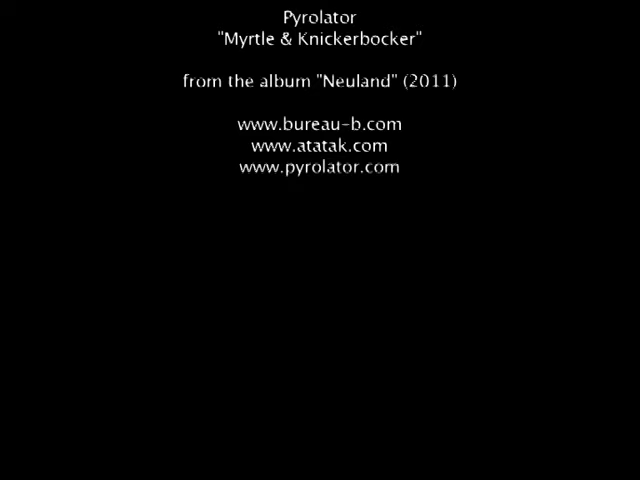 Pyrolator
"Myrtle & Knickerbocker"
from the album "Neuland" (2011)
www.bureau-b.com
www.atatak.com
www.pyrolator.com